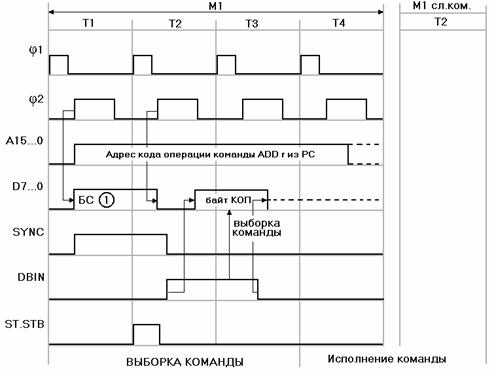 M1
M1 сл.ком.
T1 T2 T3 T4
T2
φ1
φ2
A15...0
Адрес кода операции команды ADD r из PC
D7...0
БС 1
байт КОП
SYNC
выборка
команды
DBIN
ST.STB
ВЫБОРКА КОМАНДЫ
Исполнение команды